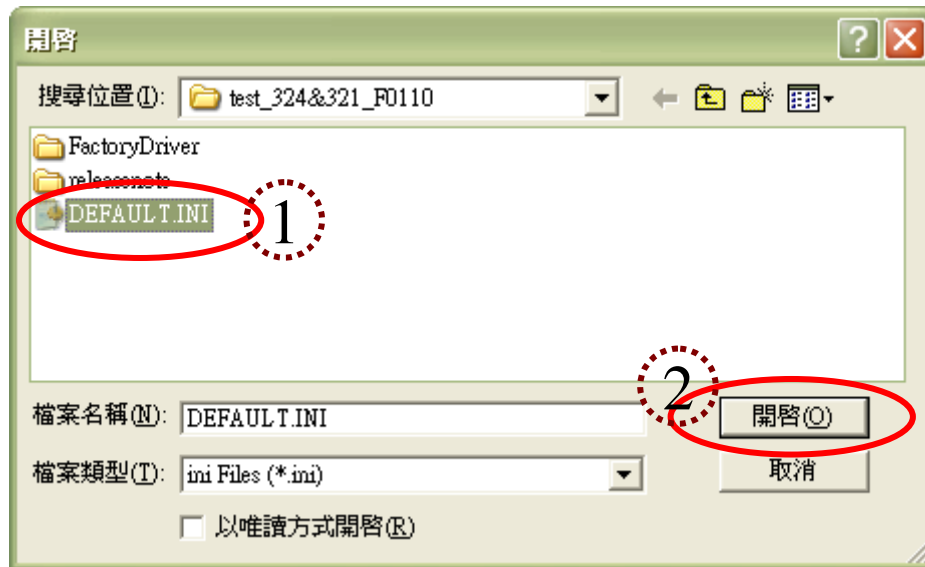 開啓
搜尋位置(I): test_324&321_F0110
FactoryDriver
releasenote
DEFAULT.INI
1
2
檔案名稱(N): DEFAULT.INI 開啓(O)
檔案類型(T): ini Files (*.ini) 取消
以唯讀方式開啓(R)